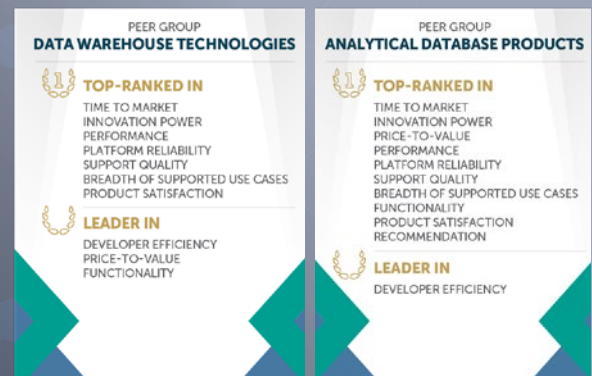 PEER GROUP
DATA WAREHOUSE TECHNOLOGIES
1
TOP-RANKED IN
TIME TO MARKET
INNOVATION POWER
PERFORMANCE
PLATFORM RELIABILITY
SUPPORT QUALITY
BREADTH OF SUPPORTED USE CASES
PRODUCT SATISFACTION
LEADER IN
DEVELOPER EFFICIENCY
PRICE-TO-VALUE
FUNCTIONALITY
PEER GROUP
ANALYTICAL DATABASE PRODUCTS
1
TOP-RANKED IN
TIME TO MARKET
INNOVATION POWER
PRICE-TO-VALUE
PERFORMANCE
PLATFORM RELIABILITY
SUPPORT QUALITY
BREADTH OF SUPPORTED USE CASES
FUNCTIONALITY
PRODUCT SATISFACTION
RECOMMENDATION
LEADER IN
DEVELOPER EFFICIENCY